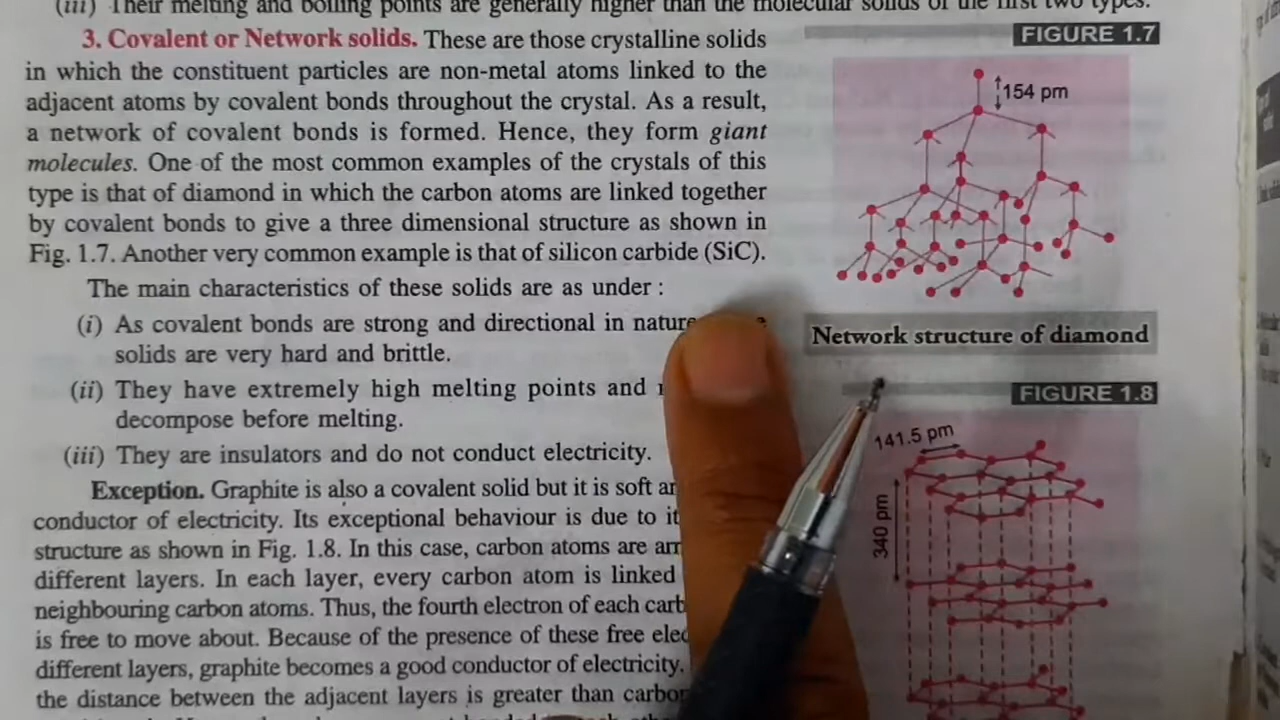 (iii) Their melting and boiling points are generally higher than the molecular solids of the first two types.
3. Covalent or Network solids. These are those crystalline solids
in which the constituent particles are non-metal atoms linked to the
adjacent atoms by covalent bonds throughout the crystal. As a result,
a network of covalent bonds is formed. Hence, they form giant
molecules. One of the most common examples of the crystals of this
type is that of diamond in which the carbon atoms are linked together
by covalent bonds to give a three dimensional structure as shown in
Fig. 1.7. Another very common example is that of silicon carbide (SiC).
The main characteristics of these solids are as under :
(i) As covalent bonds are strong and directional in nature
solids are very hard and brittle.
(ii) They have extremely high melting points and
decompose before melting.
(iii) They are insulators and do not conduct electricity.
Exception. Graphite is also a covalent solid but it is soft
conductor of electricity. Its exceptional behaviour is due to
structure as shown in Fig. 1.8. In this case, carbon atoms are
different layers. In each layer, every carbon atom is linked
neighbouring carbon atoms. Thus, the fourth electron of each
is free to move about. Because of the presence of these free
different layers, graphite becomes a good conductor of electricity.
the distance between the adjacent layers is greater than
FIGURE 1.7
154 pm
Network structure of diamond
FIGURE 1.8
141.5 pm
340 pm